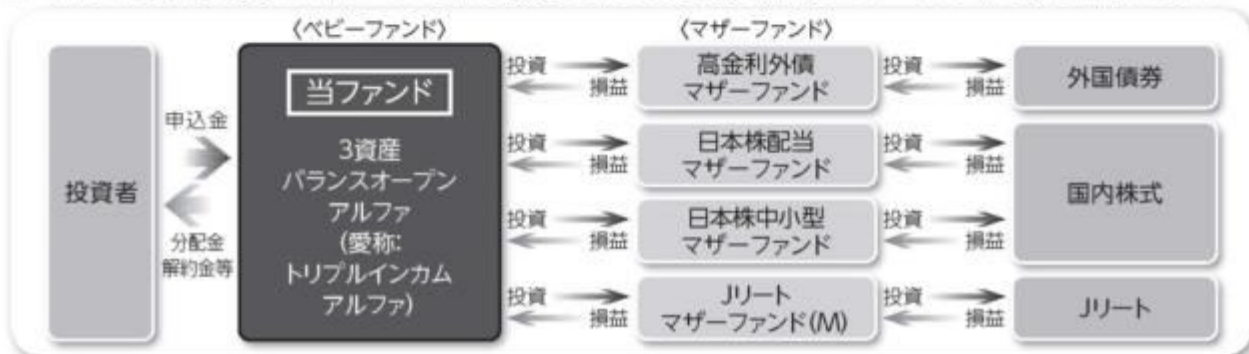 〈ベビーファンド〉
〈マザーファンド〉
投資者
申込金
分配金
解約金等
当ファンド
3資産
バランスオープン
アルファ
(愛称:
トリプルインカム
アルファ)
投資
損益
高金利外債
マザーファンド
投資
損益
外国債券
投資
損益
日本株配当
マザーファンド
投資
損益
国内株式
投資
損益
日本株中小型
マザーファンド
投資
損益
投資
損益
Jリート
マザーファンド(M)
投資
損益
Jリート